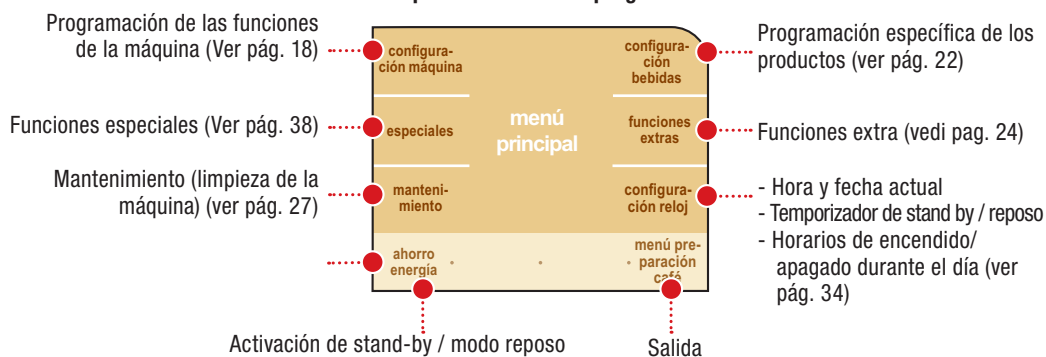 Programación de las funciones
de la máquina (Ver pág. 18)
Funciones especiales (Ver pág. 38)
Mantenimiento (limpieza de la
máquina) (ver pág. 27)
configura-
ción máquina
especiales
manteni-
miento
ahorro
energía
menú
principal
configura-
ción
bebidas
funciones
extras
configura-
ción reloj
menú pre-
paración
café
Programación específica de los
productos (ver pág. 22)
Funciones extra (vedi pag. 24)
- Hora y fecha actual
- Temporizador de stand by / reposo
- Horarios de encendido/
apagado durante el día (ver
pág. 34)
Activación de stand-by / modo reposo
Salida